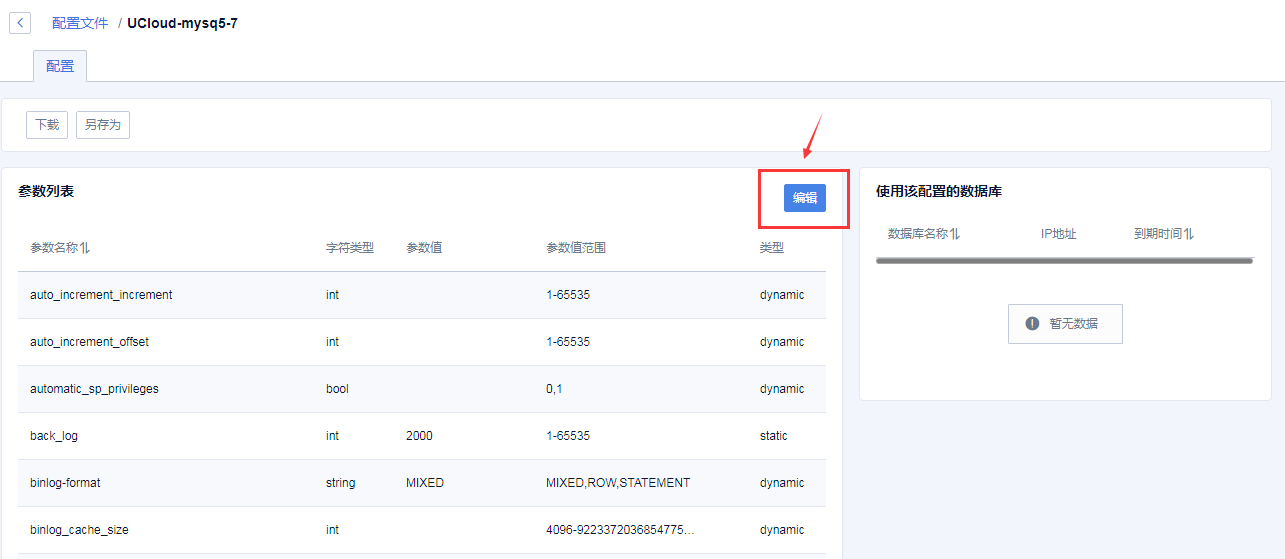 配置文件 / UCloud-mysq5-7
配置
下载 另存为
参数列表 编辑
参数名称 字符类型 参数值 参数值范围 类型
auto_increment_increment int 1-65535 dynamic
auto_increment_offset int 1-65535 dynamic
automatic_sp_privileges bool 0,1 dynamic
back_log int 2000 1-65535 static
binlog-format string MIXED MIXED,ROW,STATEMENT dynamic
binlog_cache_size int 4096-9223372036854775... dynamic
使用该配置的数据库
数据库名称 IP地址 到期时间
暂无数据